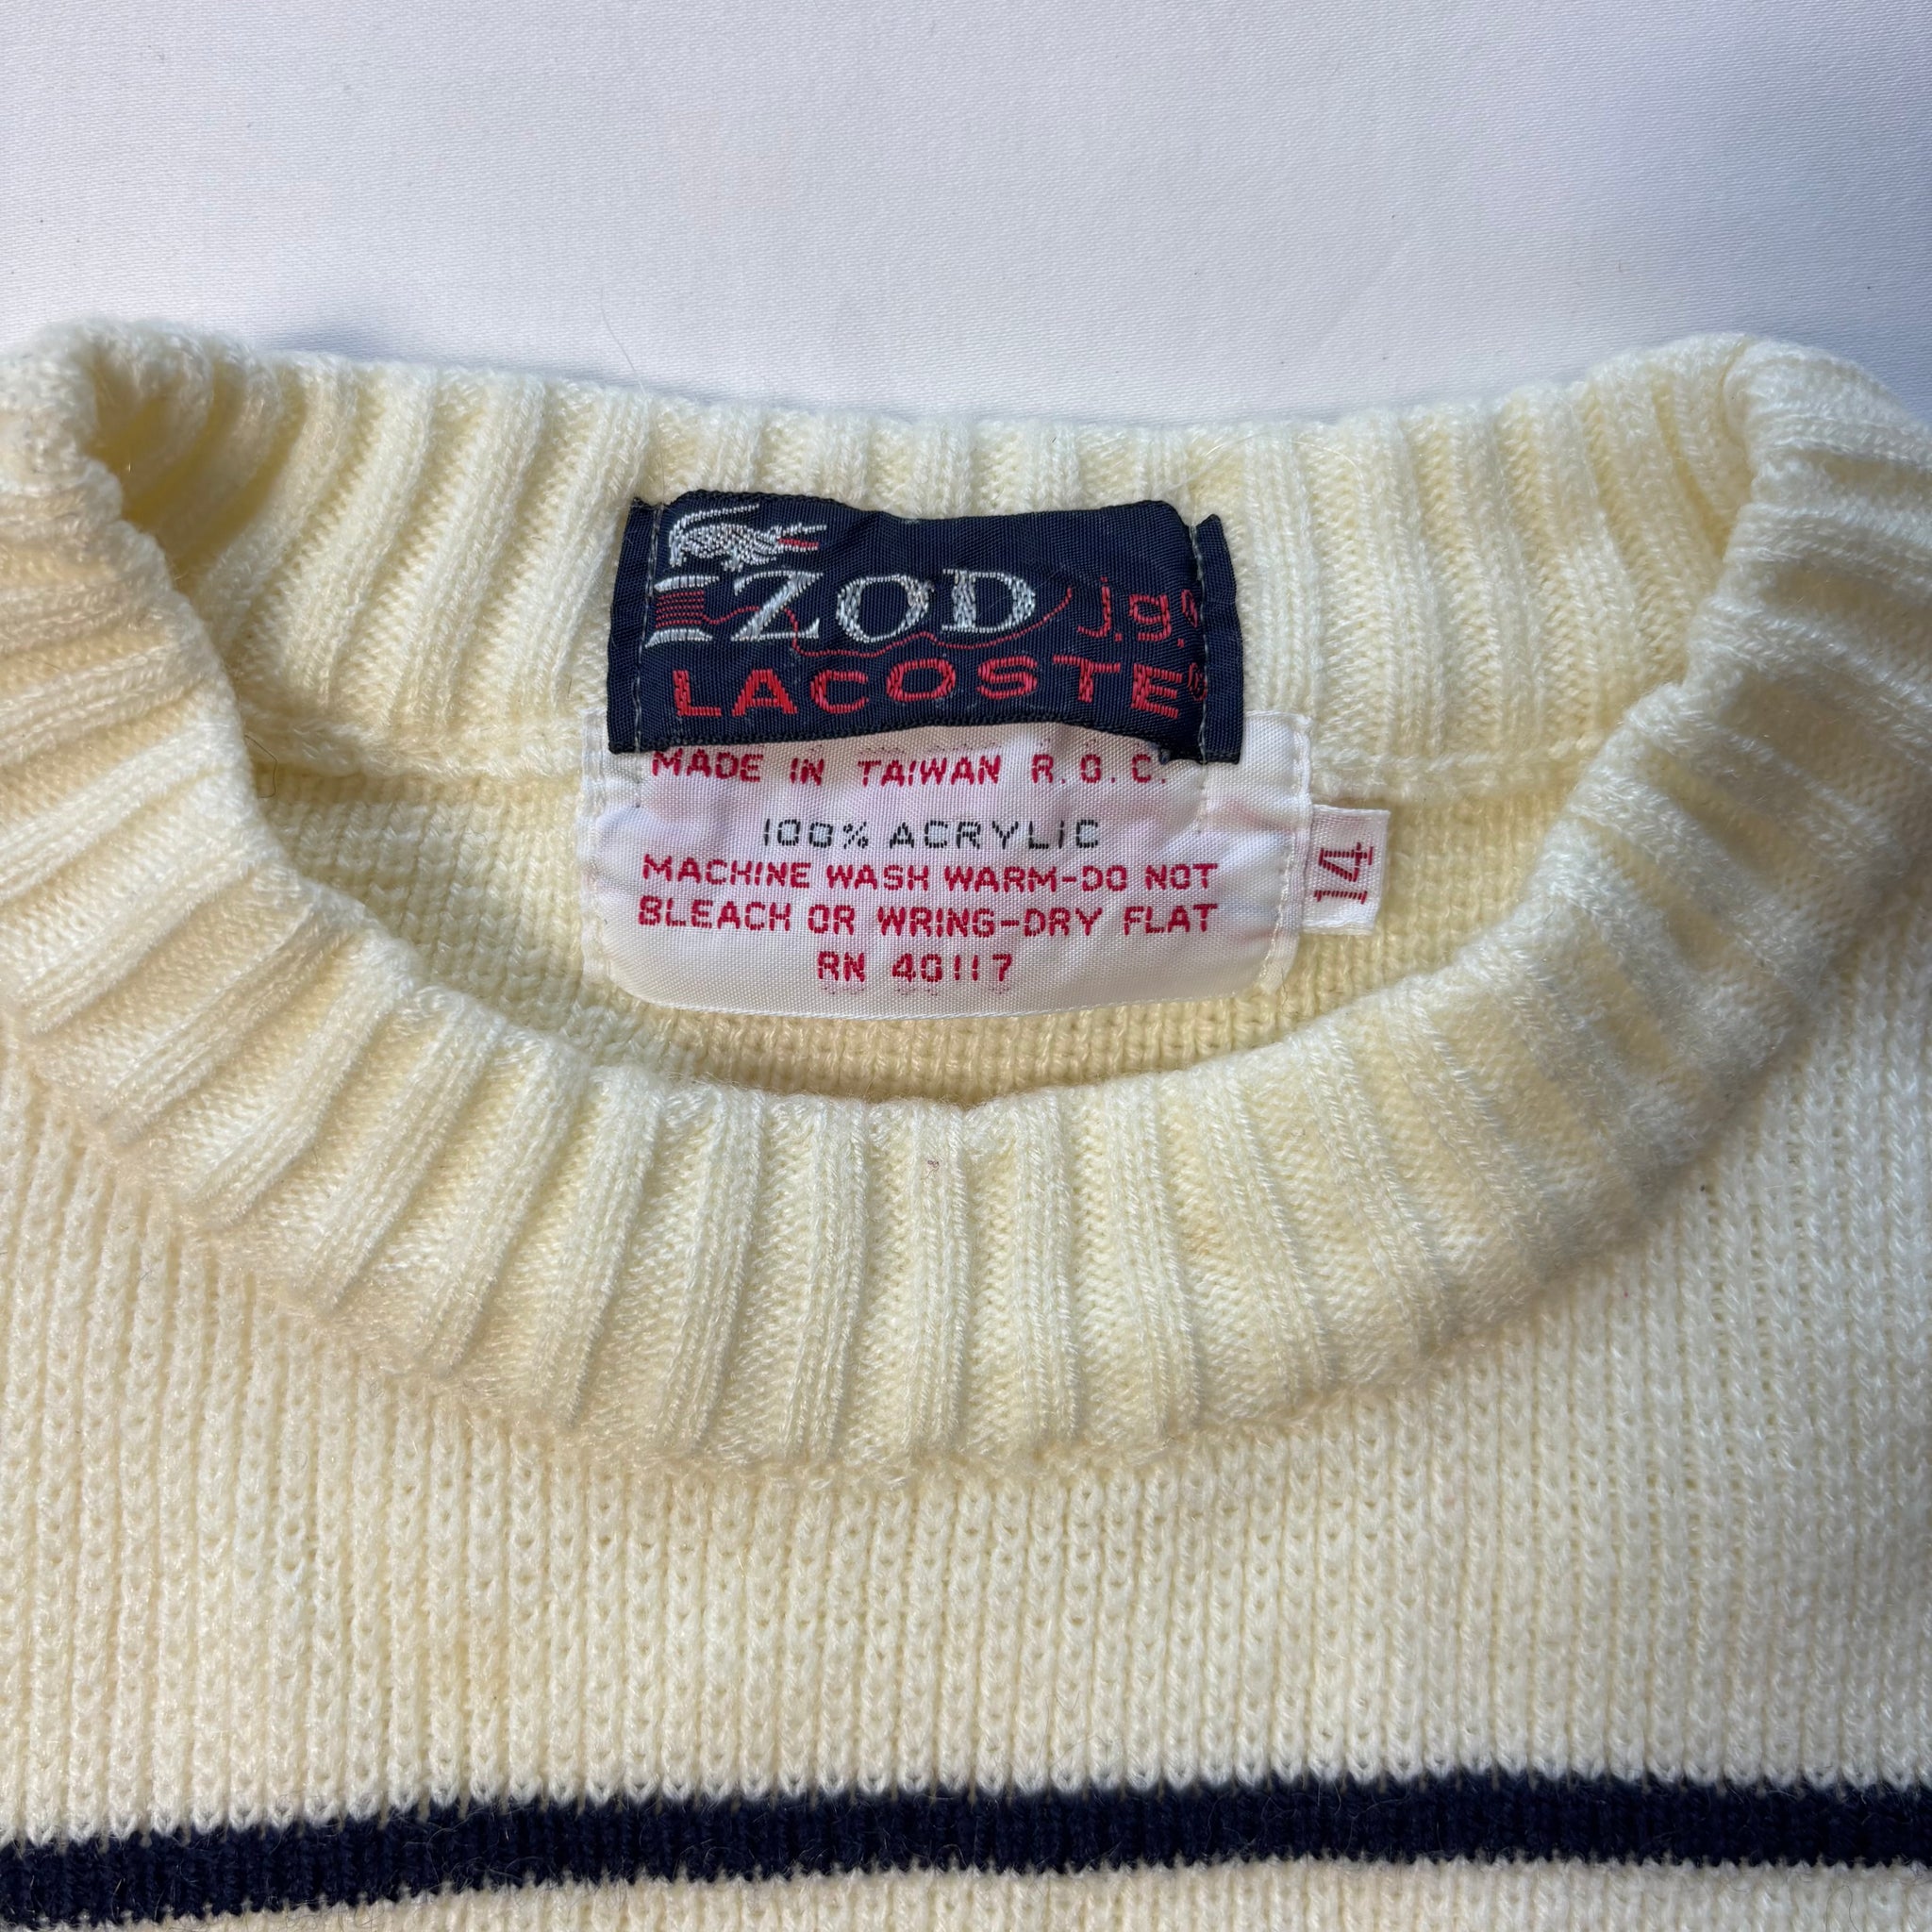 IZOD j.g.
LACOSTE
MADE IN TAIWAN R.O.C.
100% ACRYLIC
MACHINE WASH WARM-DO NOT
BLEACH OR WRING-DRY FLAT
RN 40117
14